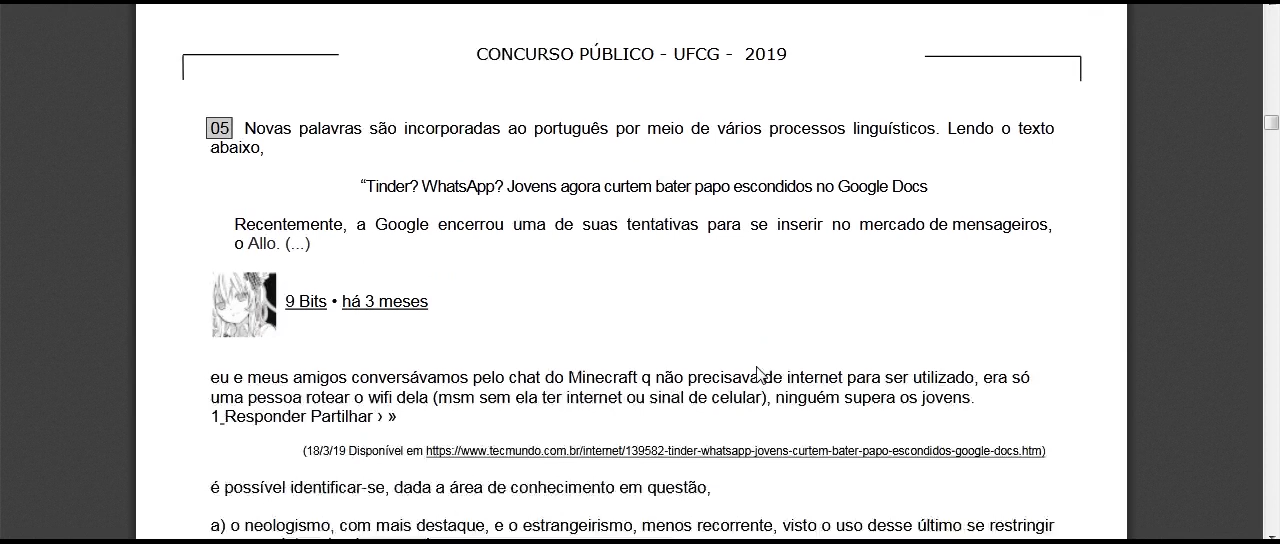 CONCURSO PÚBLICO - UFCG - 2019
05 Novas palavras são incorporadas ao português por meio de vários processos linguísticos. Lendo o texto
abaixo,
“Tinder? WhatsApp? Jovens agora curtem bater papo escondidos no Google Docs
Recentemente, a Google encerrou uma de suas tentativas para se inserir no mercado de mensageiros,
o Allo. (...)
9 Bits • há 3 meses
eu e meus amigos conversávamos pelo chat do Minecraft q não precisava de internet para ser utilizado, era só
uma pessoa rotear o wifi dela (msm sem ela ter internet ou sinal de celular), ninguém supera os jovens.
1 Responder Partilhar › »
(18/3/19 Disponível em https://www.tecmundo.com.br/internet/139582-tinder-whatsapp-jovens-curtem-bater-papo-escondidos-google-docs.htm)
é possível identificar-se, dada a área de conhecimento em questão,
a) o neologismo, com mais destaque, e o estrangeirismo, menos recorrente, visto o uso desse último se restringir